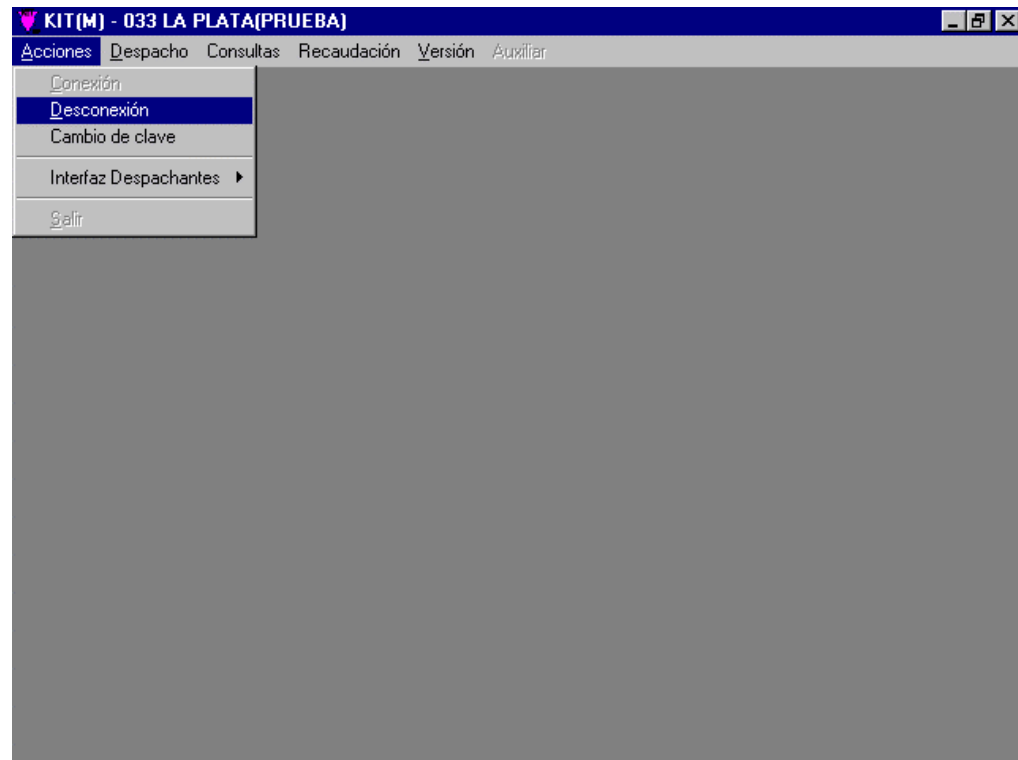 KIT(M) - 033 LA PLATA(PRUEBA)
Acciones Despacho Consultas Recaudación Versión Auxiliar
Conexión
Desconexión
Cambio de clave
Interfaz Despachantes
Salir